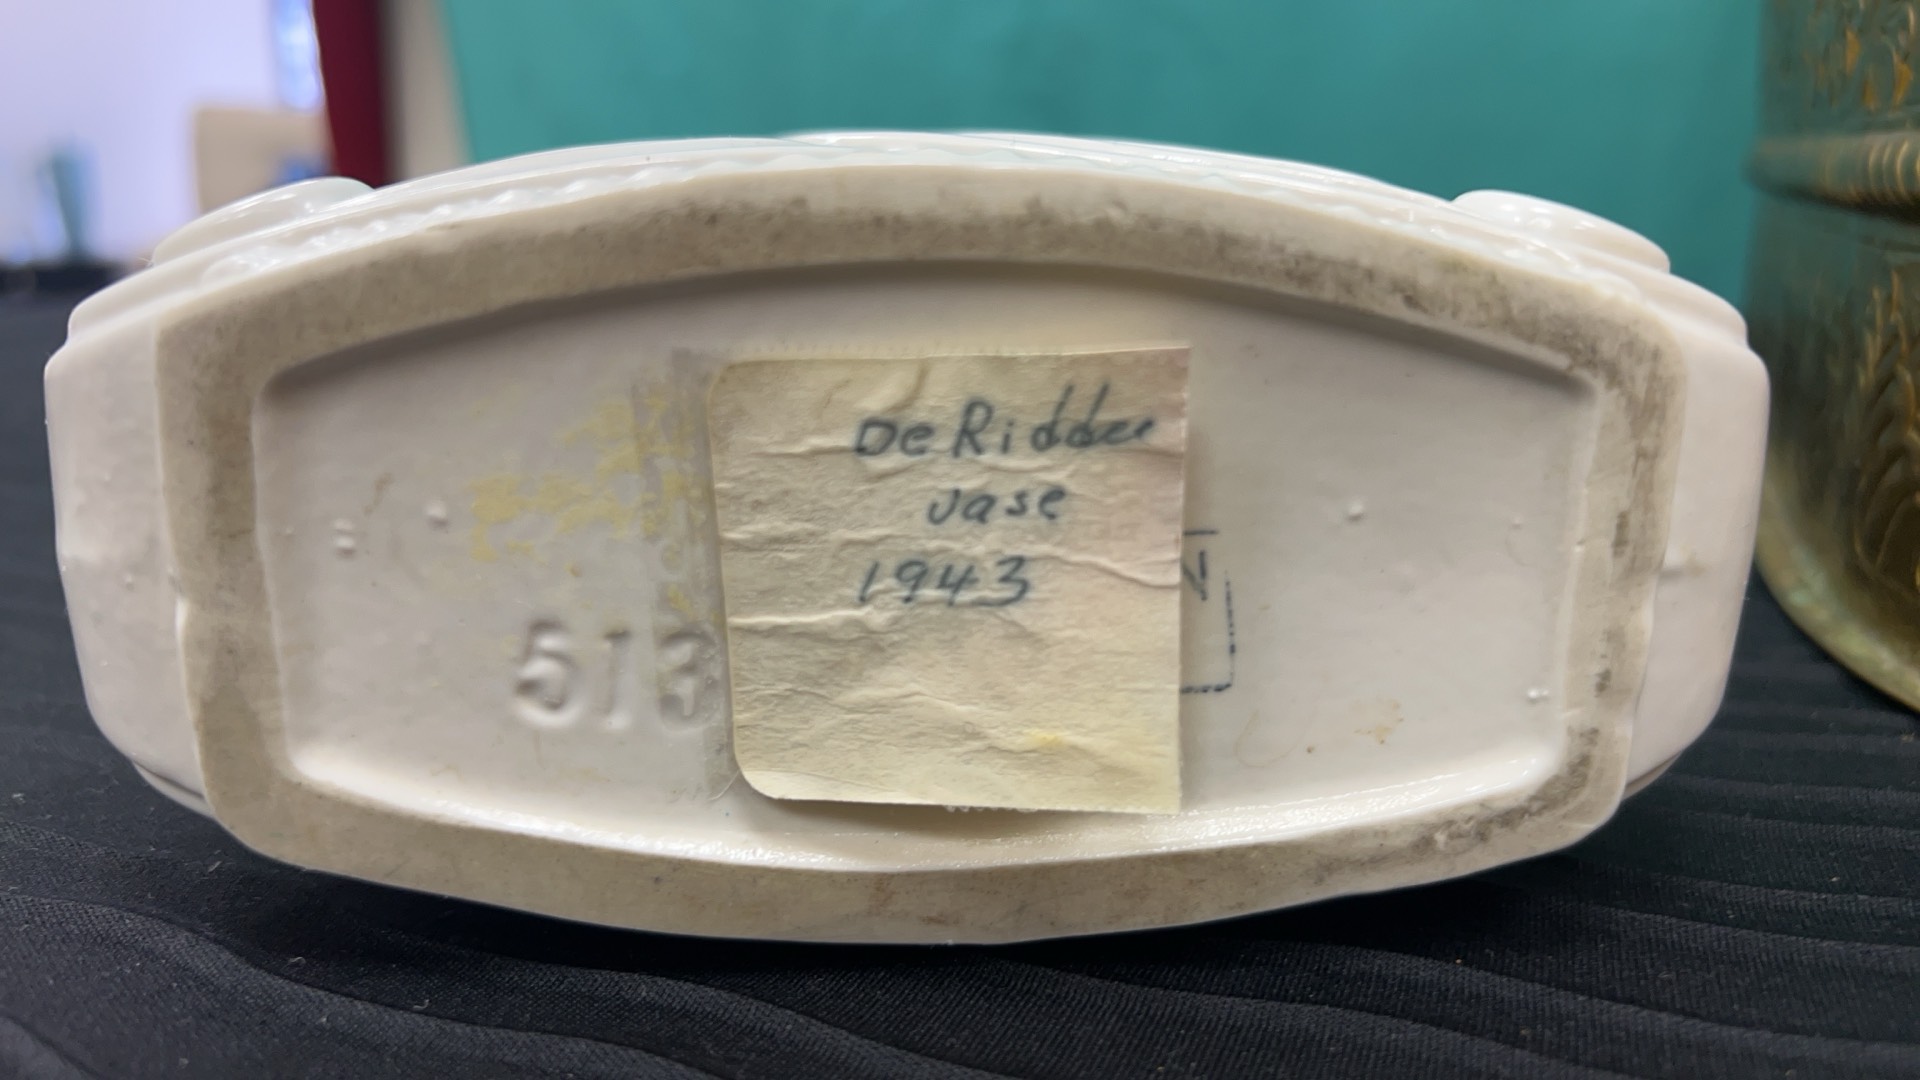 DeRidder
vase
1943
513
N